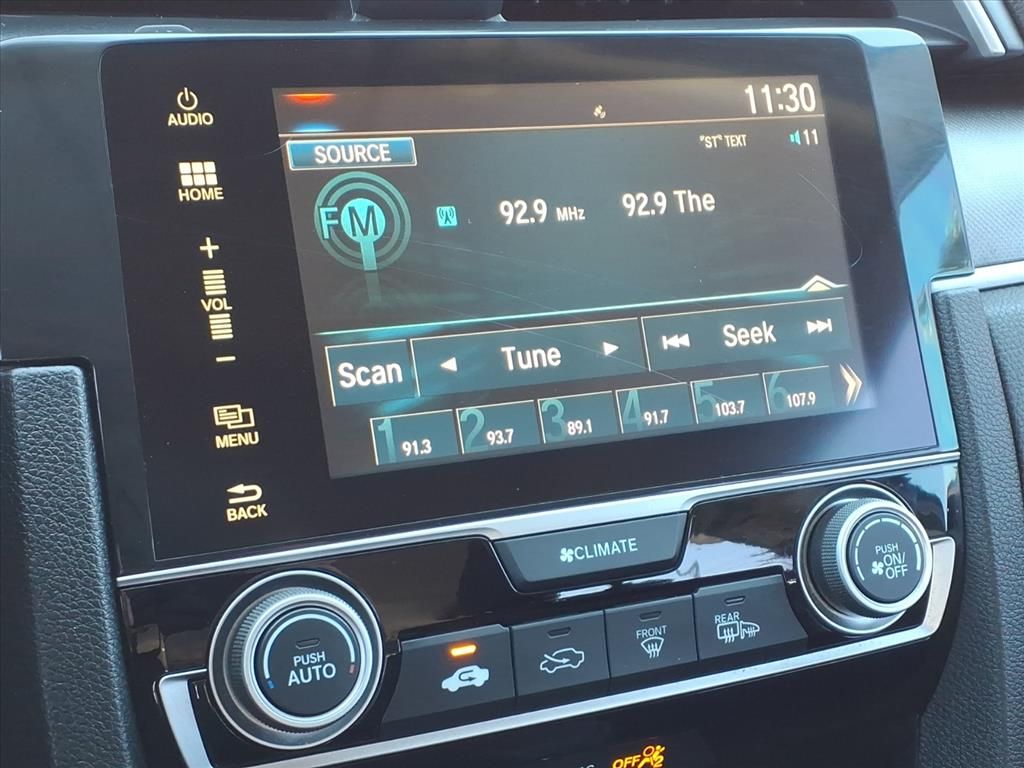 AUDIO
HOME
+
VOL
-
MENU
BACK
11:30
SOURCE
"ST" TEXT
11
FM
92.9 MHz
92.9 The
Scan
Tune
Seek
1 91.3
2 93.7
3 89.1
4 91.7
5 103.7
6 107.9
CLIMATE
PUSH
AUTO
FRONT
REAR
PUSH
ON/
OFF
OFF
2